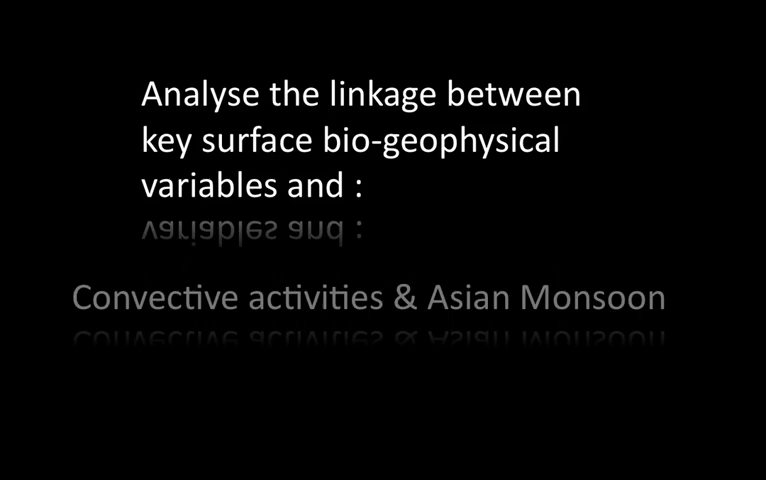 Analyse the linkage between
key surface bio-geophysical
variables and :
Convective activities & Asian Monsoon